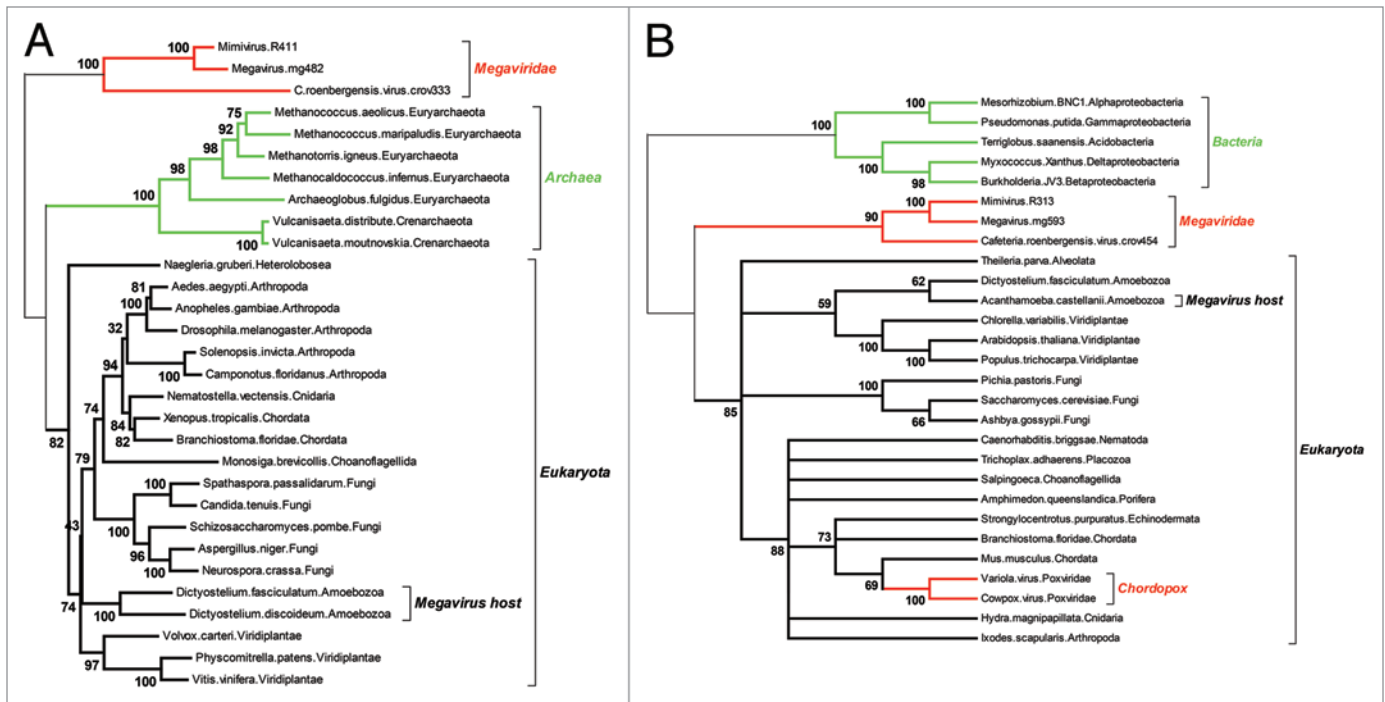 A
100
100
Mimivirus.R411
Megavirus.mg482
C.roenbergensis.virus.crov333
Megaviridae
75
Methanococcus.aeolicus.Euryarchaeota
92
Methanococcus.maripaludis.Euryarchaeota
98
Methanotorris.igneus.Euryarchaeota
98
Methanocaldococcus.infernus.Euryarchaeota
Archaea
100
Archaeoglobus.fulgidus.Euryarchaeota
Vulcanisaeta.distribute.Crenarchaeota
100
Vulcanisaeta.moutnovskia.Crenarchaeota
Naegleria.gruberi.Heterolobosea
81
Aedes.aegypti.Arthropoda
100
Anopheles.gambiae.Arthropoda
32
Drosophila.melanogaster.Arthropoda
Solenopsis.invicta.Arthropoda
94
100
Camponotus.floridanus.Arthropoda
Nematostella.vectensis.Cnidaria
74
84
Xenopus.tropicalis.Chordata
82
82
Branchiostoma.floridae.Chordata
79
Monosiga.brevicollis.Choanoflagellida
Eukaryota
100
Spathaspora.passalidarum.Fungi
Candida.tenuis.Fungi
43
100
Schizosaccharomyces.pombe.Fungi
96
Aspergillus.niger.Fungi
100
Neurospora.crassa.Fungi
74
Dictyostelium.fasciculatum.Amoebozoa
100
Dictyostelium.discoideum.Amoebozoa
Megavirus host
Volvox.carteri.Viridiplantae
97
Physcomitrella.patens.Viridiplantae
100
Vitis.vinifera.Viridiplantae
B
100
100
Mesorhizobium.BNC1.Alphaproteobacteria
Pseudomonas.putida.Gammaproteobacteria
Terriglobus.saanensis.Acidobacteria
Bacteria
100
Myxococcus.Xanthus.Deltaproteobacteria
98
Burkholderia.JV3.Betaproteobacteria
100
Mimivirus.R313
90
Megavirus.mg593
Megaviridae
Cafeteria.roenbergensis.virus.crov454
Theileria.parva.Alveolata
62
Dictyostelium.fasciculatum.Amoebozoa
59
Acanthamoeba.castellanii.Amoebozoa
Megavirus host
Chlorella.variabilis.Viridiplantae
100
Arabidopsis.thaliana.Viridiplantae
100
Populus.trichocarpa.Viridiplantae
100
Pichia.pastoris.Fungi
85
Saccharomyces.cerevisiae.Fungi
66
Ashbya.gossypii.Fungi
Caenorhabditis.briggsae.Nematoda
Eukaryota
Trichoplax.adhaerens.Placozoa
Salpingoeca.Choanoflagellida
Amphimedon.queenslandica.Porifera
Strongylocentrotus.purpuratus.Echinodermata
73
Branchiostoma.floridae.Chordata
88
Mus.musculus.Chordata
69
Variola.virus.Poxviridae
100
Cowpox.virus.Poxviridae
Chordopox
Hydra.magnipapillata.Cnidaria
Ixodes.scapularis.Arthropoda